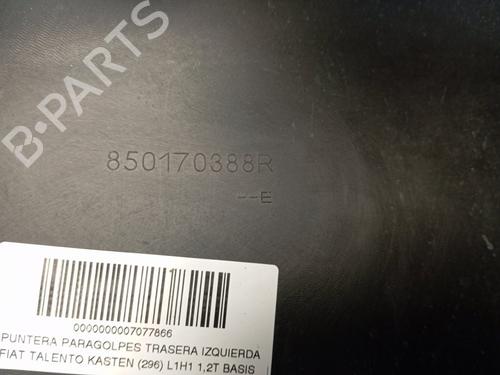 B-PARTS
850170388R
--E
0000000007077866
PUNTERA PARAGOLPES TRASERA IZQUIERDA
FIAT TALENTO KASTEN (296) L1H1 1,2T BASIS